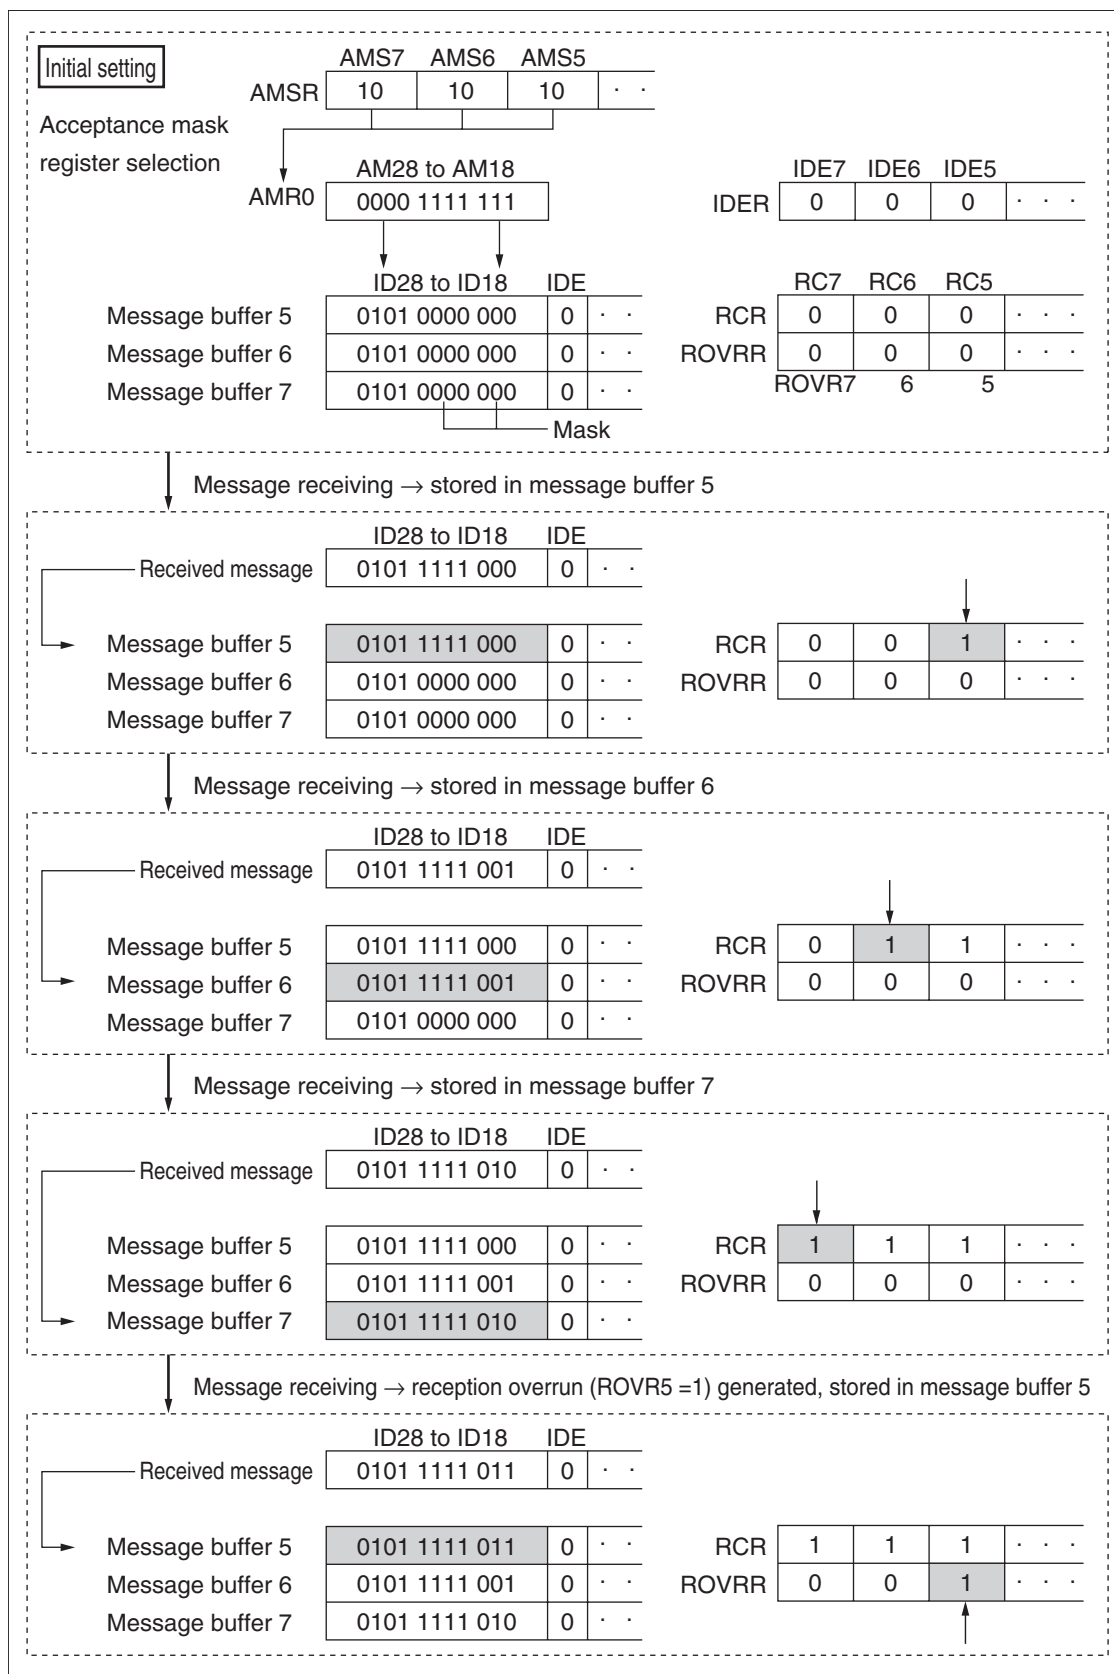 Initial setting
AMS7 AMS6 AMS5
AMSR 10 10 10 · ·
Acceptance mask
register selection
AM28 to AM18
AMR0 0000 1111 111
IDE7 IDE6 IDE5
IDER 0 0 0 · · ·
ID28 to ID18 IDE
RC7 RC6 RC5
Message buffer 5 0101 0000 000 0 · · RCR 0 0 0 · · ·
Message buffer 6 0101 0000 000 0 · · ROVRR 0 0 0 · · ·
Message buffer 7 0101 0000 000 0 · · ROVR7 6 5
Mask
Message receiving → stored in message buffer 5
ID28 to ID18 IDE
Received message 0101 1111 000 0 · ·
Message buffer 5 0101 1111 000 0 · · RCR 0 0 1 · · ·
Message buffer 6 0101 0000 000 0 · · ROVRR 0 0 0 · · ·
Message buffer 7 0101 0000 000 0 · ·
Message receiving → stored in message buffer 6
ID28 to ID18 IDE
Received message 0101 1111 001 0 · ·
Message buffer 5 0101 1111 000 0 · · RCR 0 1 1 · · ·
Message buffer 6 0101 1111 001 0 · · ROVRR 0 0 0 · · ·
Message buffer 7 0101 0000 000 0 · ·
Message receiving → stored in message buffer 7
ID28 to ID18 IDE
Received message 0101 1111 010 0 · ·
Message buffer 5 0101 1111 000 0 · · RCR 1 1 1 · · ·
Message buffer 6 0101 1111 001 0 · · ROVRR 0 0 0 · · ·
Message buffer 7 0101 1111 010 0 · ·
Message receiving → reception overrun (ROVR5 =1) generated, stored in message buffer 5
ID28 to ID18 IDE
Received message 0101 1111 011 0 · ·
Message buffer 5 0101 1111 011 0 · · RCR 1 1 1 · · ·
Message buffer 6 0101 1111 001 0 · · ROVRR 0 0 1 · · ·
Message buffer 7 0101 1111 010 0 · ·